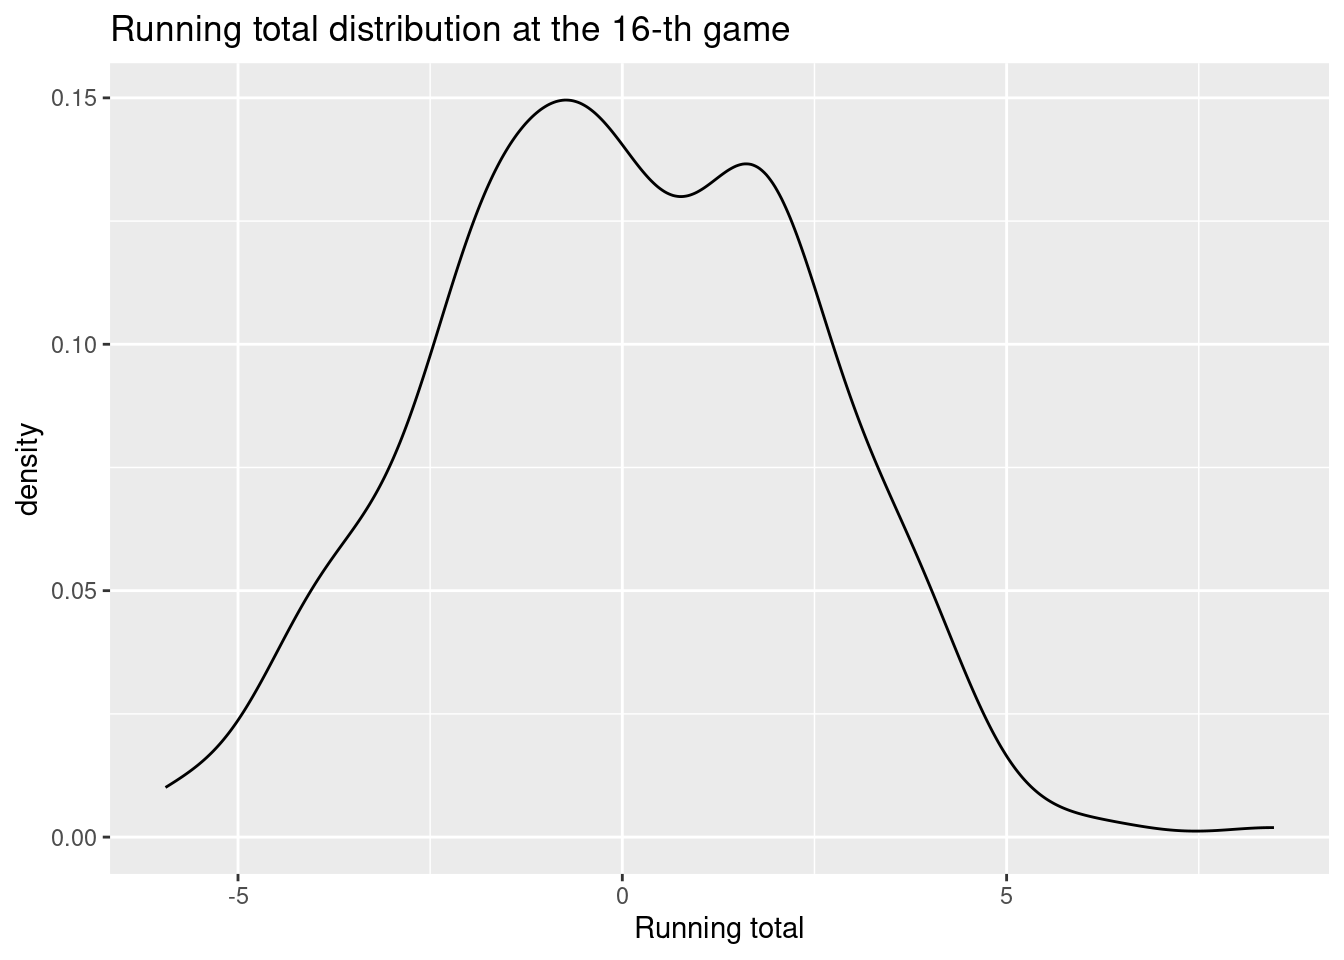 Running total distribution at the 16-th game
0.15
0.10
0.05
0.00
density
-5 0 5
Running total